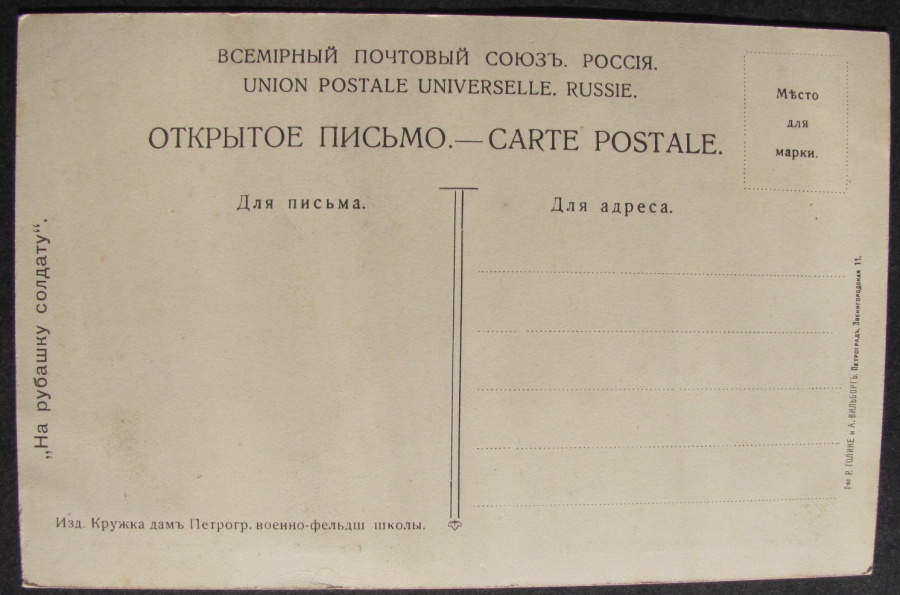 ВСЕМІРНЫЙ ПОЧТОВЫЙ СОЮЗЪ. РОССІЯ.
UNION POSTALE UNIVERSELLE. RUSSIE.
ОТКРЫТОЕ ПИСЬМО.—CARTE POSTALE.
Мѣсто
для
марки.
Для письма.
Для адреса.
„На рубашку солдату“.
Изд. Кружка дамъ Петрогр. военно-фельдш школы.
Р. ГОЛИКЕ и А. ВИЛЬБОРГЪ. Петроградъ. Звенигородская 11.